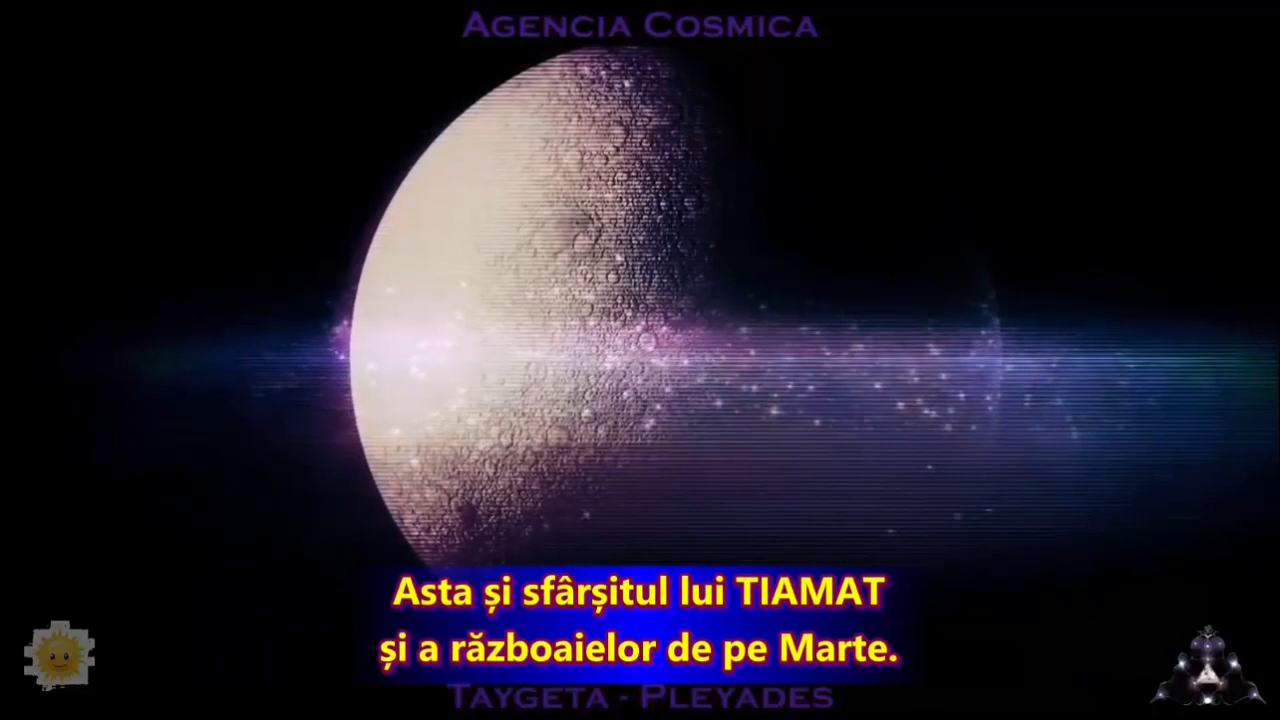 AGENCIA COSMICA
Asta și sfârșitul lui TIAMAT
și a războaielor de pe Marte.
TAYGETA - PLEYADES